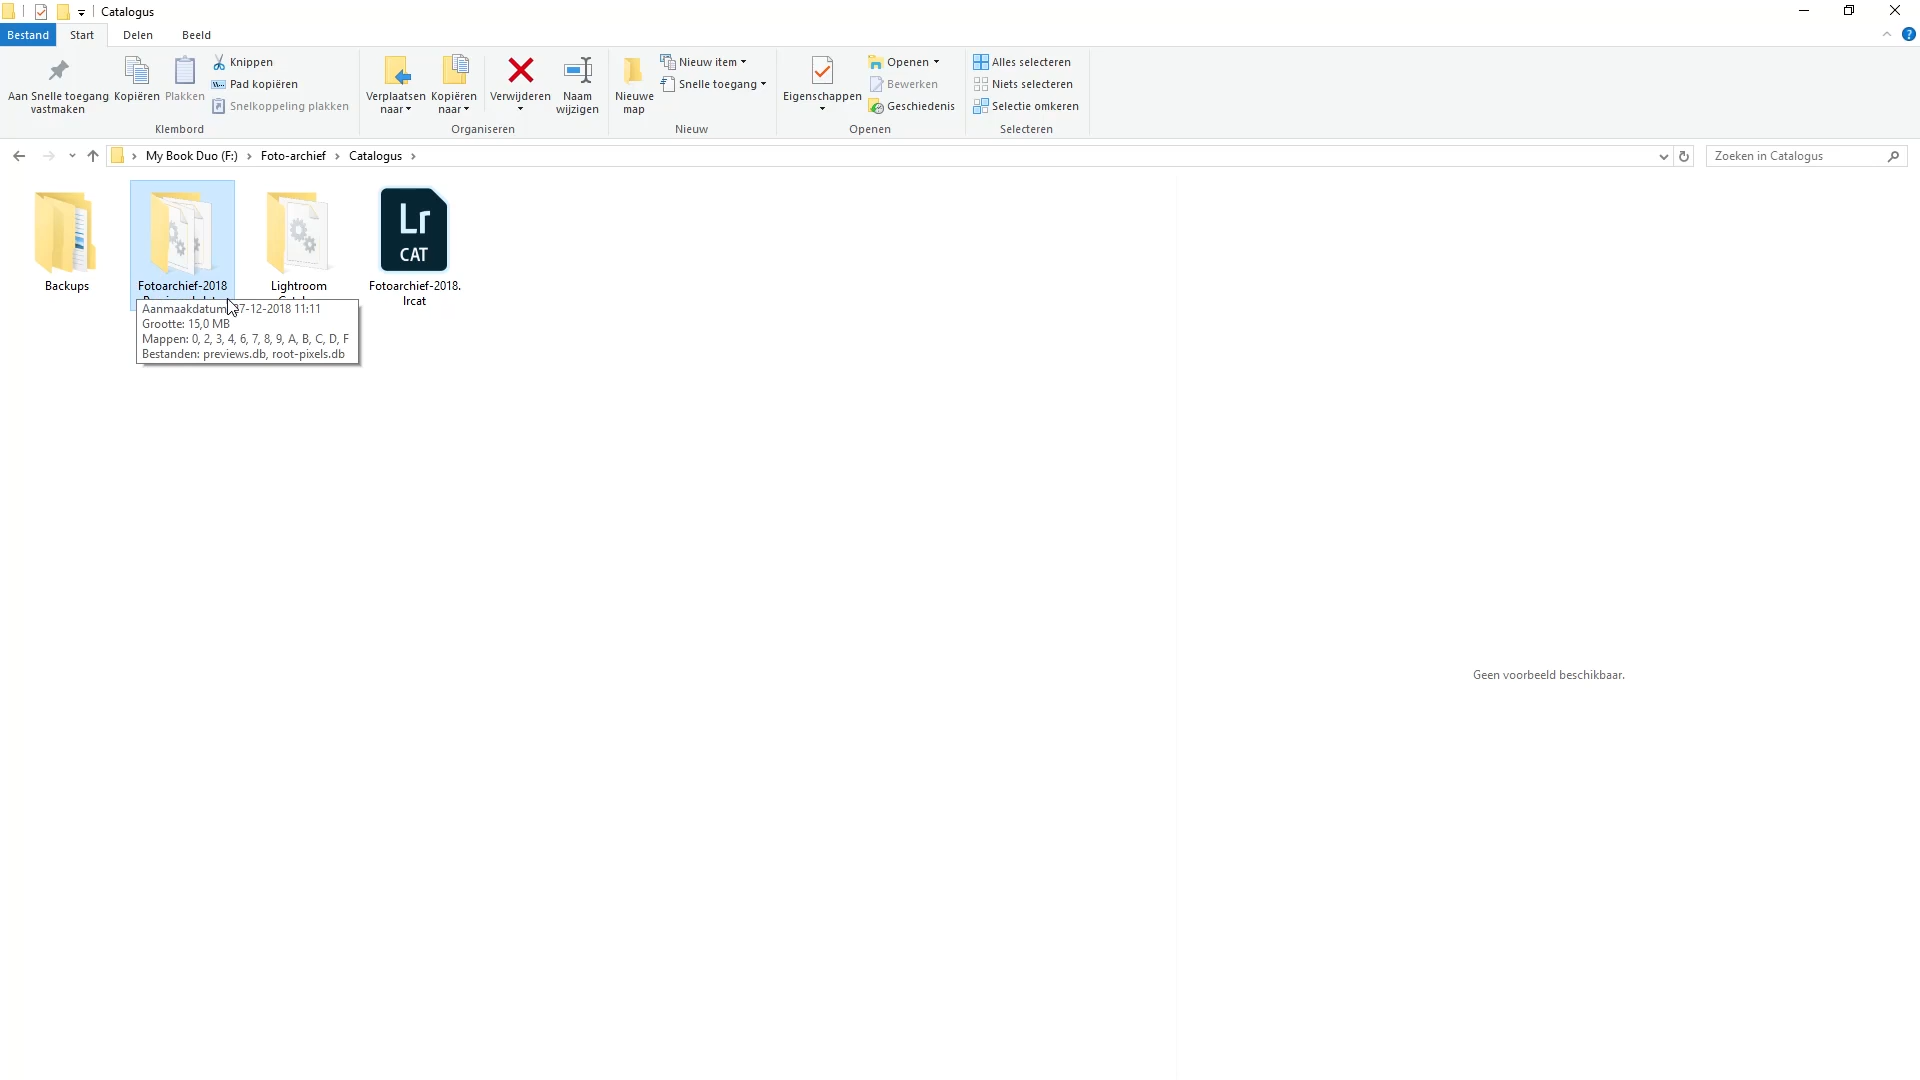 Catalogus
Bestand
Start
Delen
Beeld
Aan Snelle toegang
vastmaken
Kopiëren
Plakken
Knippen
Pad kopiëren
Snelkoppeling plakken
Klembord
Verplaatsen
naar
Kopiëren
naar
Verwijderen
Naam
wijzigen
Organiseren
Nieuwe
map
Nieuw item
Snelle toegang
Nieuw
Eigenschappen
Openen
Bewerken
Geschiedenis
Openen
Alles selecteren
Niets selecteren
Selectie omkeren
Selecteren
My Book Duo (F:) › Foto-archief › Catalogus ›
Zoeken in Catalogus
Backups
Fotoarchief-2018
Lightroom
Lr
CAT
Fotoarchief-2018.
lrcat
Aanmaakdatum 27-12-2018 11:11
Grootte: 15,0 MB
Mappen: 0, 2, 3, 4, 6, 7, 8, 9, A, B, C, D, F
Bestanden: previews.db, root-pixels.db
Geen voorbeeld beschikbaar.